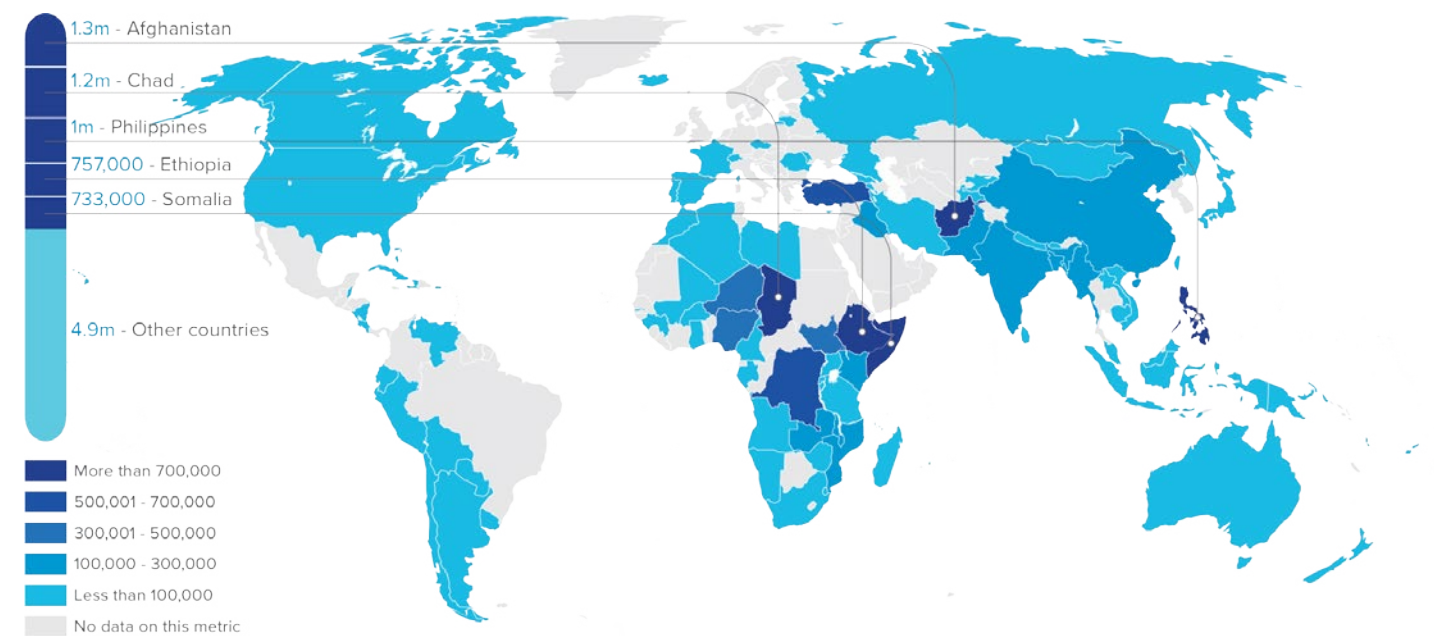 1.3m - Afghanistan
1.2m - Chad
1m - Philippines
757,000 - Ethiopia
733,000 - Somalia
4.9m - Other countries
More than 700,000
500,001 - 700,000
300,001 - 500,000
100,000 - 300,000
Less than 100,000
No data on this metric